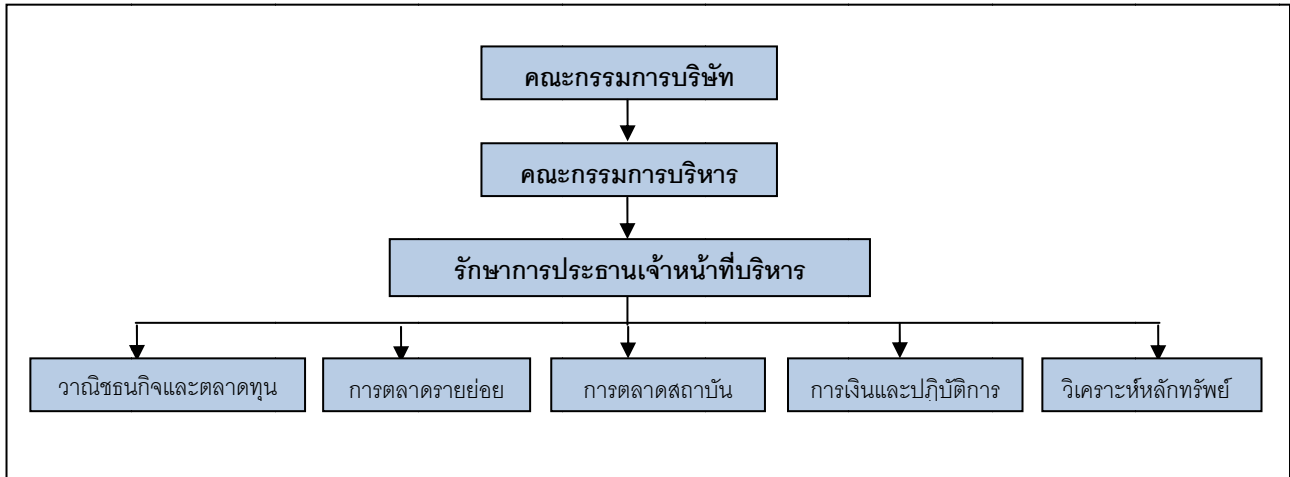 คณะกรรมการบริษัท
คณะกรรมการบริหาร
รักษาการประธานเจ้าหน้าที่บริหาร
วาณิชธนกิจและตลาดทุน
การตลาดรายย่อย
การตลาดสถาบัน
การเงินและปฏิบัติการ
วิเคราะห์หลักทรัพย์